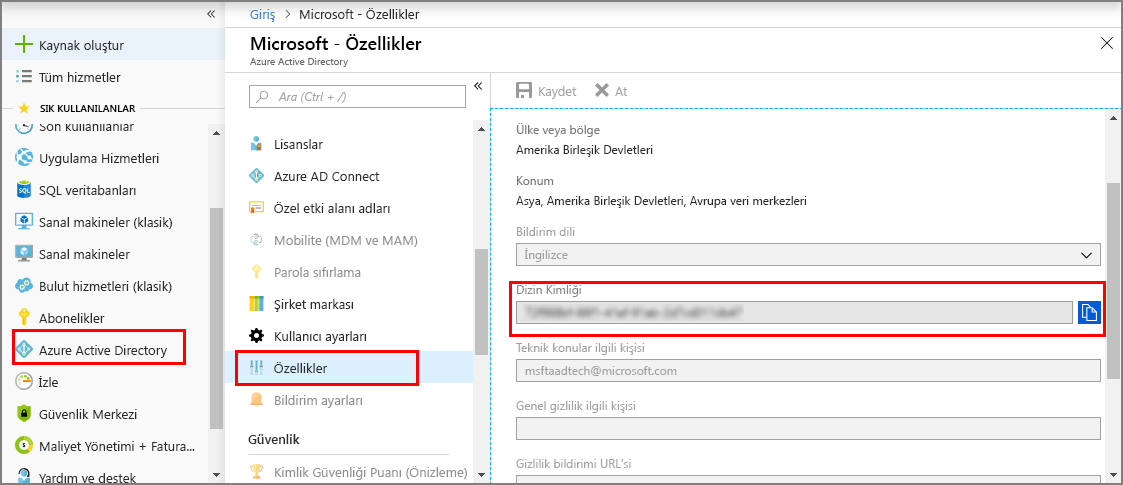 «
Giriş > Microsoft - Özellikler
Kaynak oluştur
Tüm hizmetler
SIK KULLANILANLAR
Son kullanılanlar
Uygulama Hizmetleri
SQL veritabanları
Sanal makineler (klasik)
Sanal makineler
Bulut hizmetleri (klasik)
Abonelikler
Azure Active Directory
İzle
Güvenlik Merkezi
Maliyet Yönetimi + Fatura...
Yardım ve destek
Microsoft - Özellikler
Azure Active Directory
Ara (Ctrl + /)
«
Lisanslar
Azure AD Connect
Özel etki alanı adları
Mobilite (MDM ve MAM)
Parola sıfırlama
Şirket markası
Kullanıcı ayarları
Özellikler
Bildirim ayarları
Güvenlik
Kimlik Güvenliği Puanı (Önizleme)
Kaydet At
Ülke veya bölge
Amerika Birleşik Devletleri
Konum
Asya, Amerika Birleşik Devletleri, Avrupa veri merkezleri
Bildirim dili
İngilizce
Dizin Kimliği
Teknik konular ilgili kişisi
msftaadtech@microsoft.com
Genel gizlilik ilgili kişisi
Gizlilik bildirimi URL'si